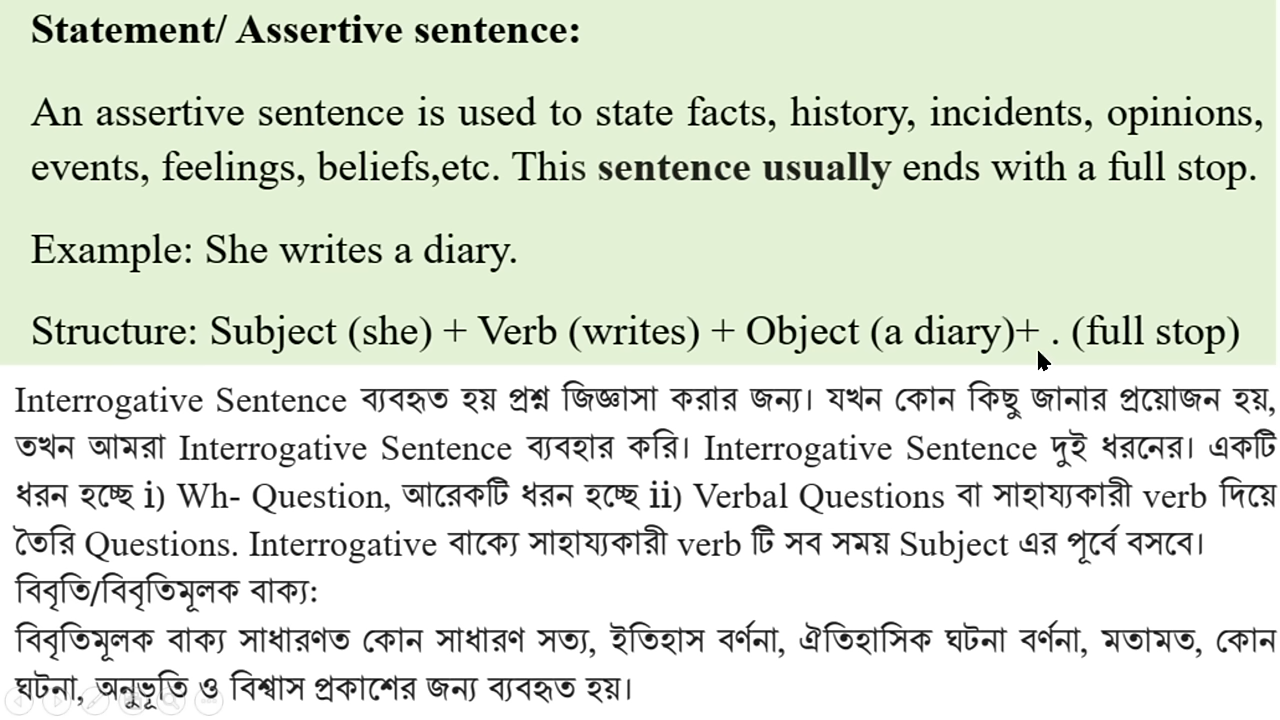 Statement/ Assertive sentence:
An assertive sentence is used to state facts, history, incidents, opinions,
events, feelings, beliefs,etc. This sentence usually ends with a full stop.
Example: She writes a diary.
Structure: Subject (she) + Verb (writes) + Object (a diary)+ . (full stop)
Interrogative Sentence ব্যবহৃত হয় প্রশ্ন জিজ্ঞাসা করার জন্য। যখন কোন কিছু জানার প্রয়োজন হয়,
তখন আমরা Interrogative Sentence ব্যবহার করি। Interrogative Sentence দুই ধরনের। একটি
ধরন হচ্ছে i) Wh- Question, আরেকটি ধরন হচ্ছে ii) Verbal Questions বা সাহায্যকারী verb দিয়ে
তৈরি Questions. Interrogative বাক্যে সাহায্যকারী verb টি সব সময় Subject এর পূর্বে বসবে।
বিবৃতি/বিবৃতিমূলক বাক্য:
বিবৃতিমূলক বাক্য সাধারণত কোন সাধারণ সত্য, ইতিহাস বর্ণনা, ঐতিহাসিক ঘটনা বর্ণনা, মতামত, কোন
ঘটনা, অনুভূতি ও বিশ্বাস প্রকাশের জন্য ব্যবহৃত হয়।